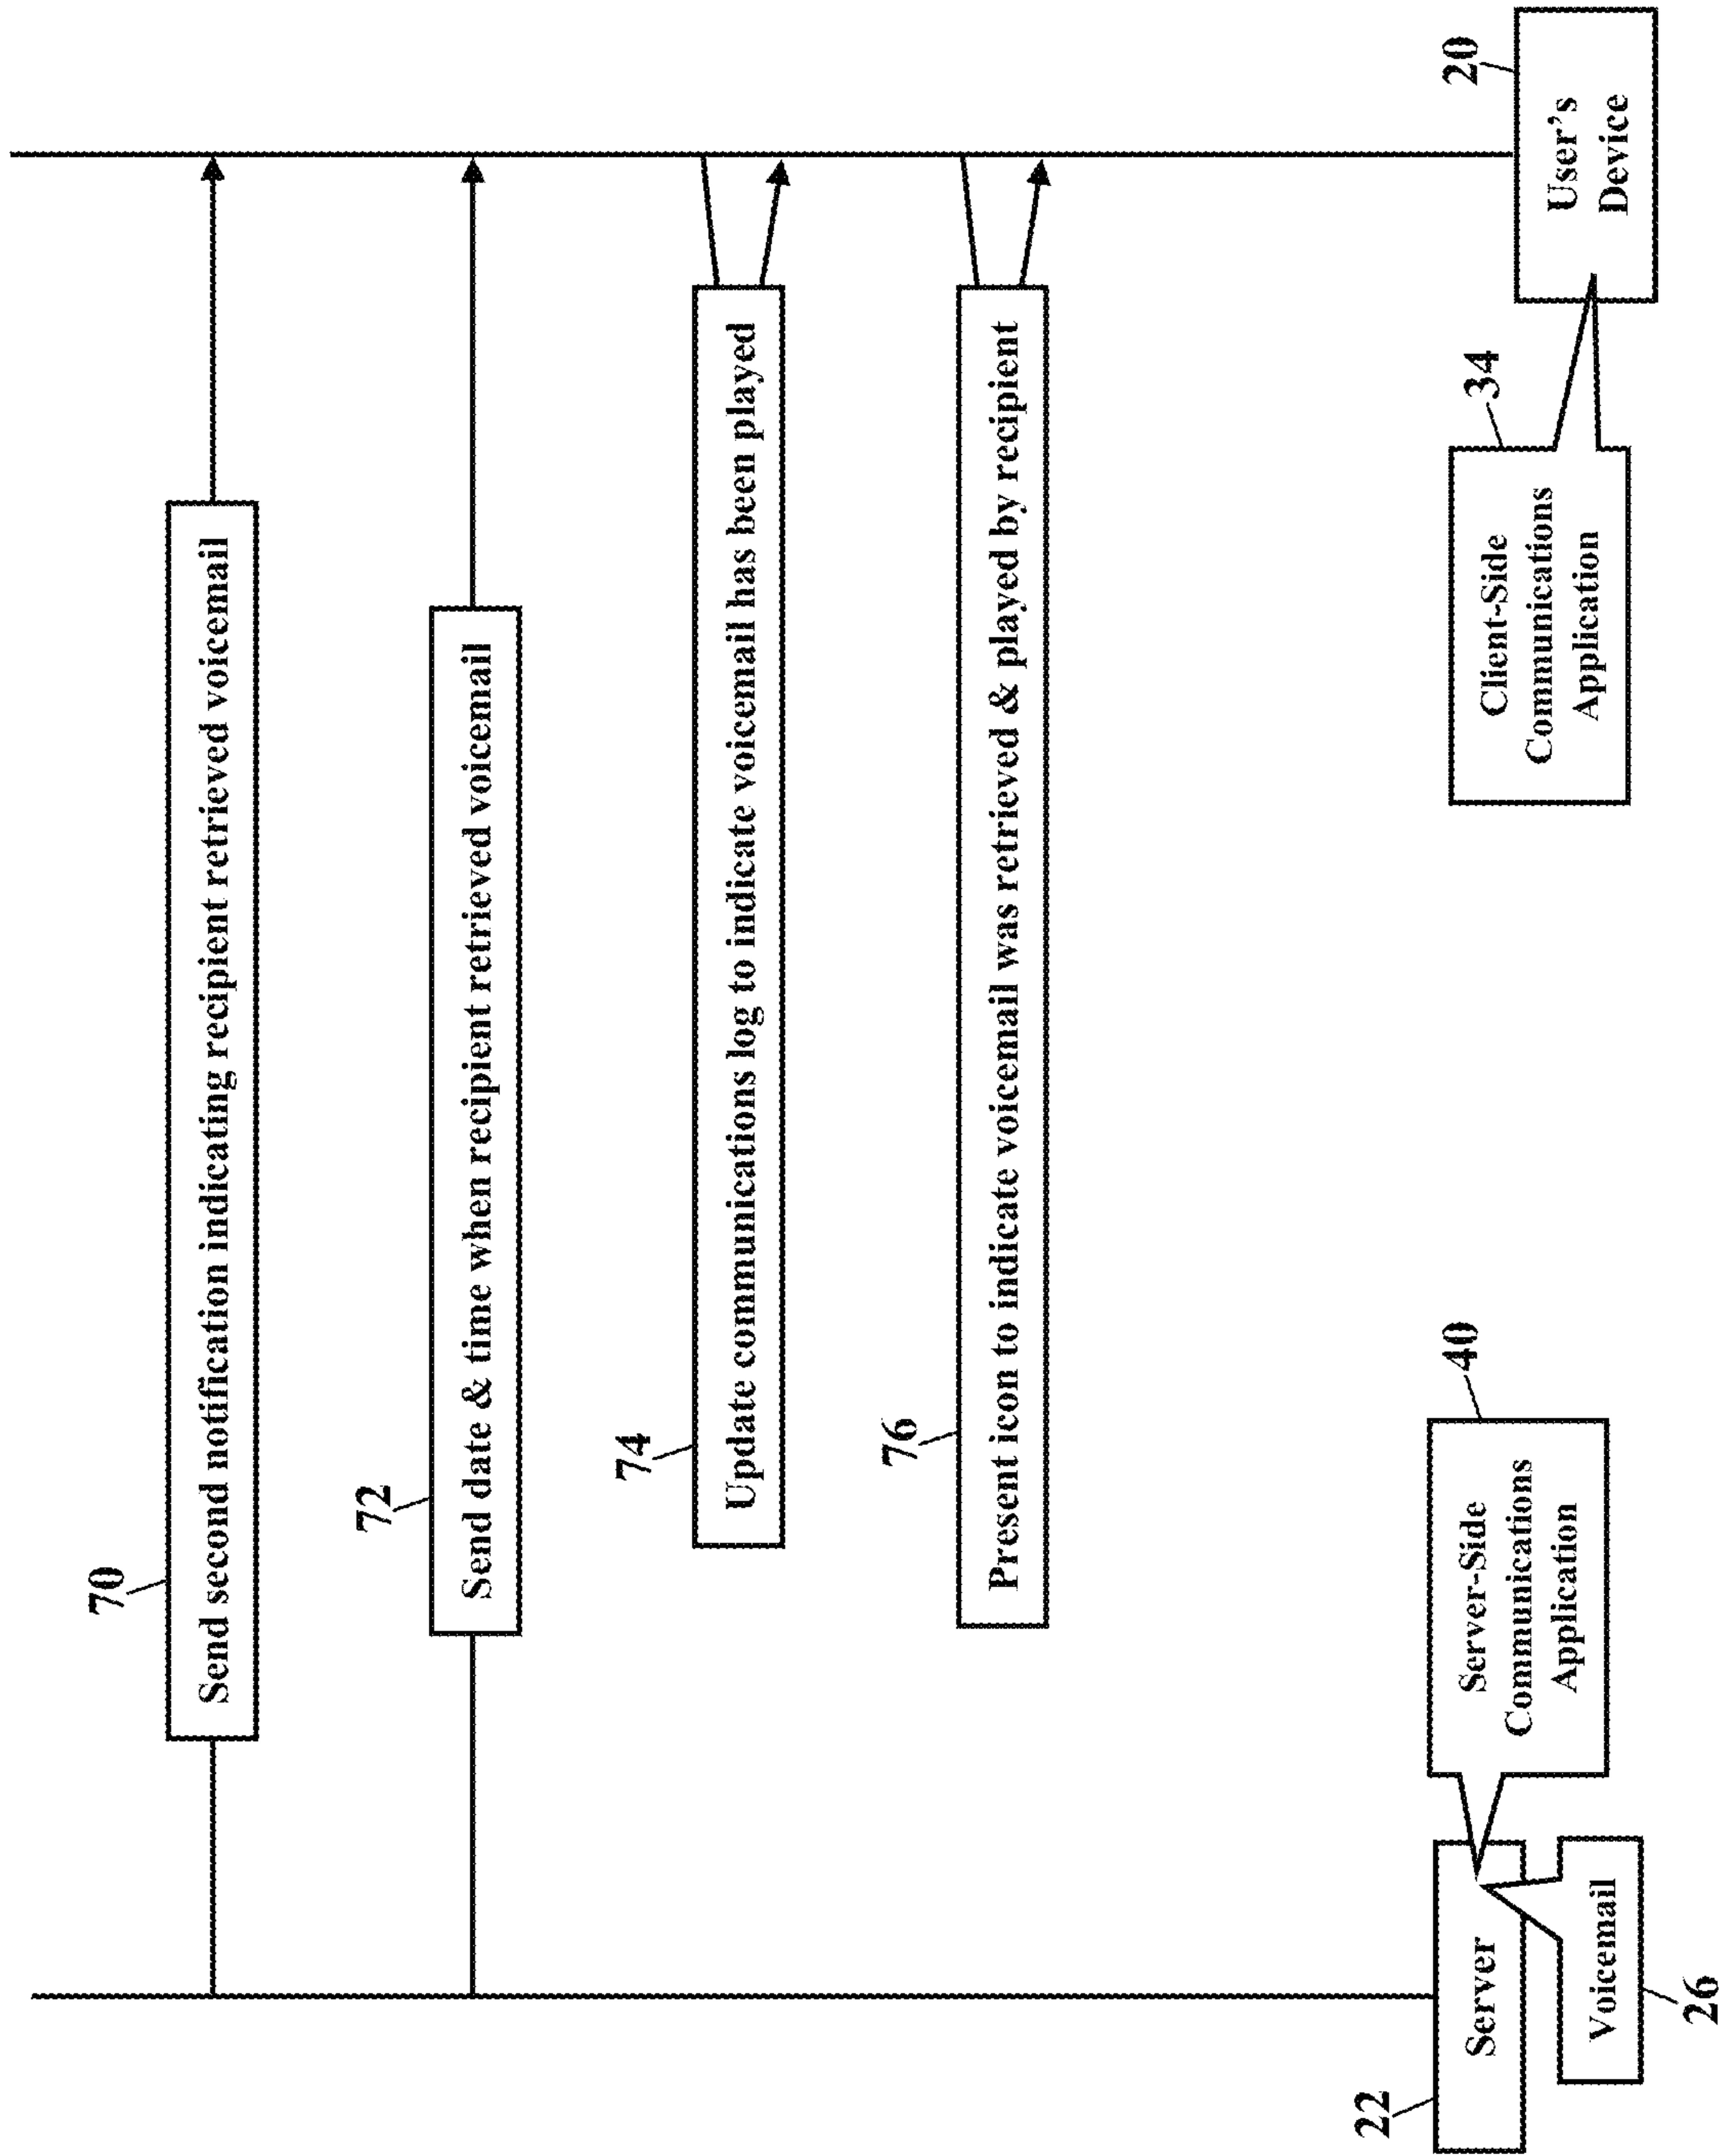 70
Send second notification indicating recipient retrieved voicemail
72
Send date & time when recipient retrieved voicemail
74
Update communications log to indicate voicemail has been played
76
Present icon to indicate voicemail was retrieved & played by recipient
22
Server
40
Server-Side
Communications
Application
Voicemail
26
34
Client-Side
Communications
Application
20
User's
Device